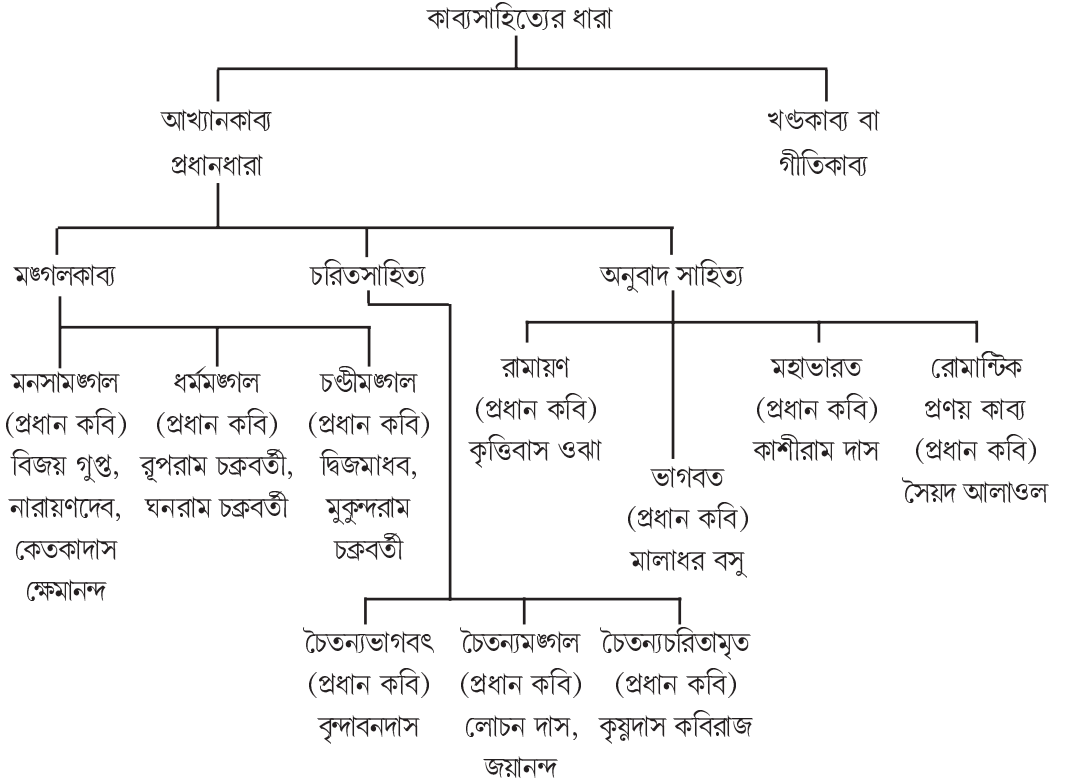 কাব্যসাহিত্যের ধারা
আখ্যানকাব্য
প্রধানধারা
খণ্ডকাব্য বা
গীতিকাব্য
মঙ্গলকাব্য
চরিতসাহিত্য
অনুবাদ সাহিত্য
মনসামঙ্গল
(প্রধান কবি)
বিজয় গুপ্ত,
নারায়ণদেব,
কেতকাদাস
ক্ষেমানন্দ
ধর্মমঙ্গল
(প্রধান কবি)
রূপরাম চক্রবর্তী,
ঘনরাম চক্রবর্তী
চণ্ডীমঙ্গল
(প্রধান কবি)
দ্বিজমাধব,
মুকুন্দরাম
চক্রবর্তী
রামায়ণ
(প্রধান কবি)
কৃত্তিবাস ওঝা
ভাগবত
(প্রধান কবি)
মালাধর বসু
মহাভারত
(প্রধান কবি)
কাশীরাম দাস
রোমান্টিক
প্রণয় কাব্য
(প্রধান কবি)
সৈয়দ আলাওল
চৈতন্যভাগবৎ
(প্রধান কবি)
বৃন্দাবনদাস
চৈতন্যমঙ্গল
(প্রধান কবি)
লোচন দাস,
জয়ানন্দ
চৈতন্যচরিতামৃত
(প্রধান কবি)
কৃষ্ণদাস কবিরাজ